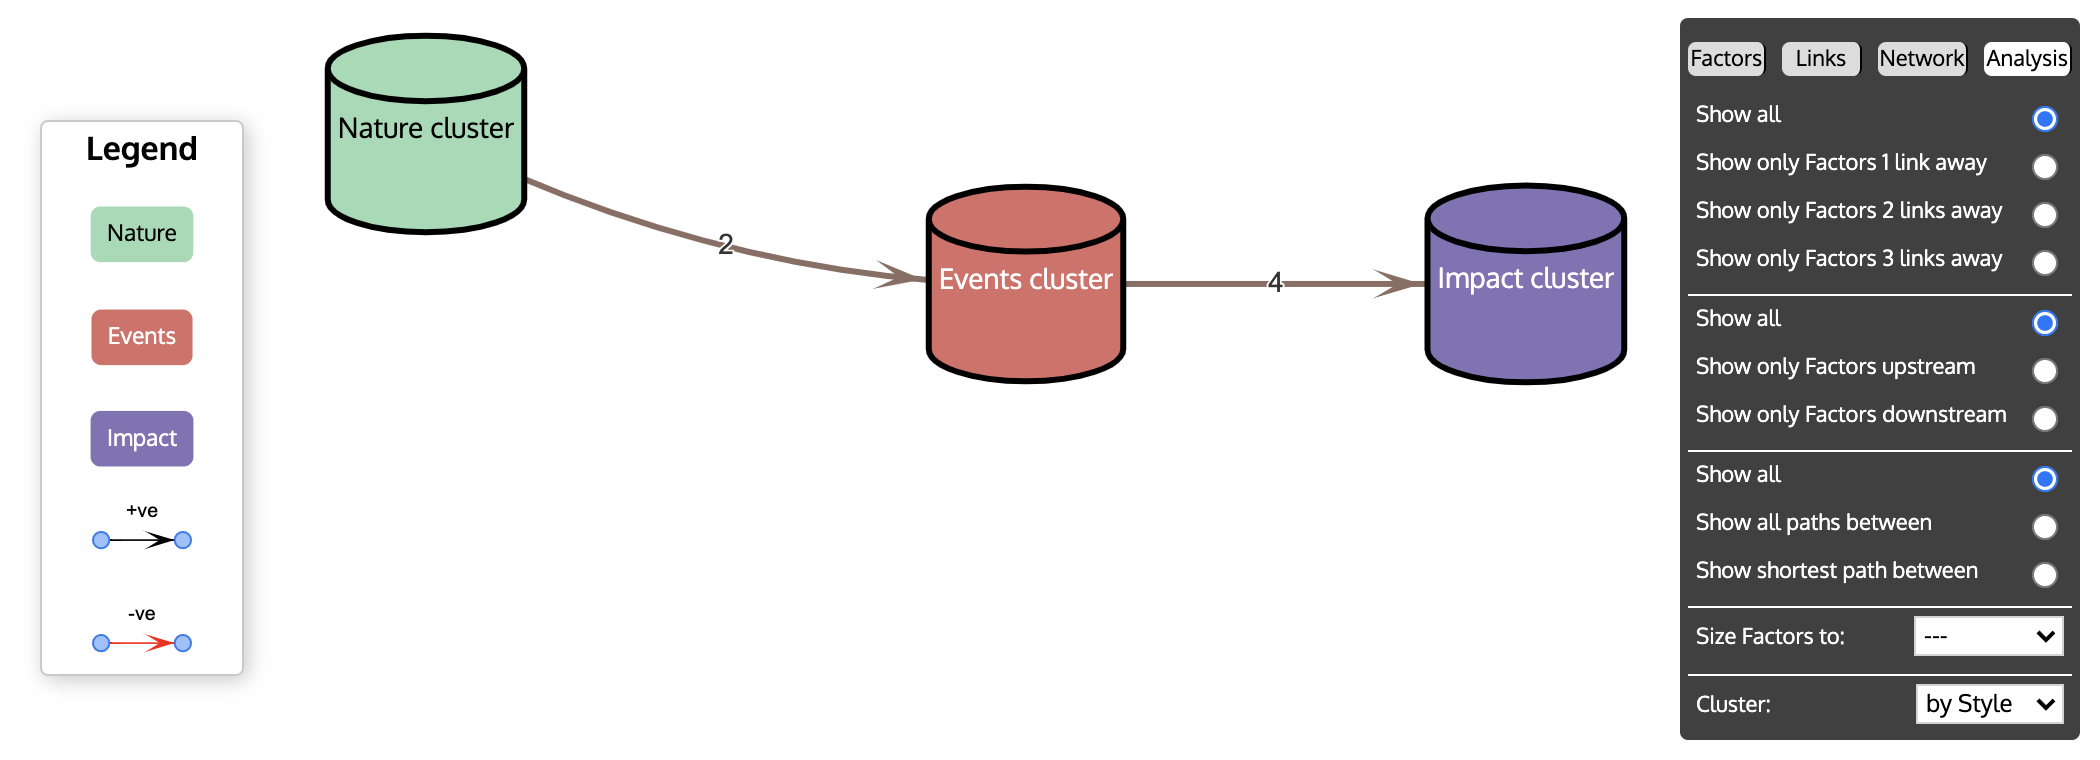 Legend
Nature
Events
Impact
+ve
-ve
Nature cluster
2
Events cluster
4
Impact cluster
Factors Links Network Analysis
Show all
Show only Factors 1 link away
Show only Factors 2 links away
Show only Factors 3 links away
Show all
Show only Factors upstream
Show only Factors downstream
Show all
Show all paths between
Show shortest path between
Size Factors to: ---
Cluster: by Style